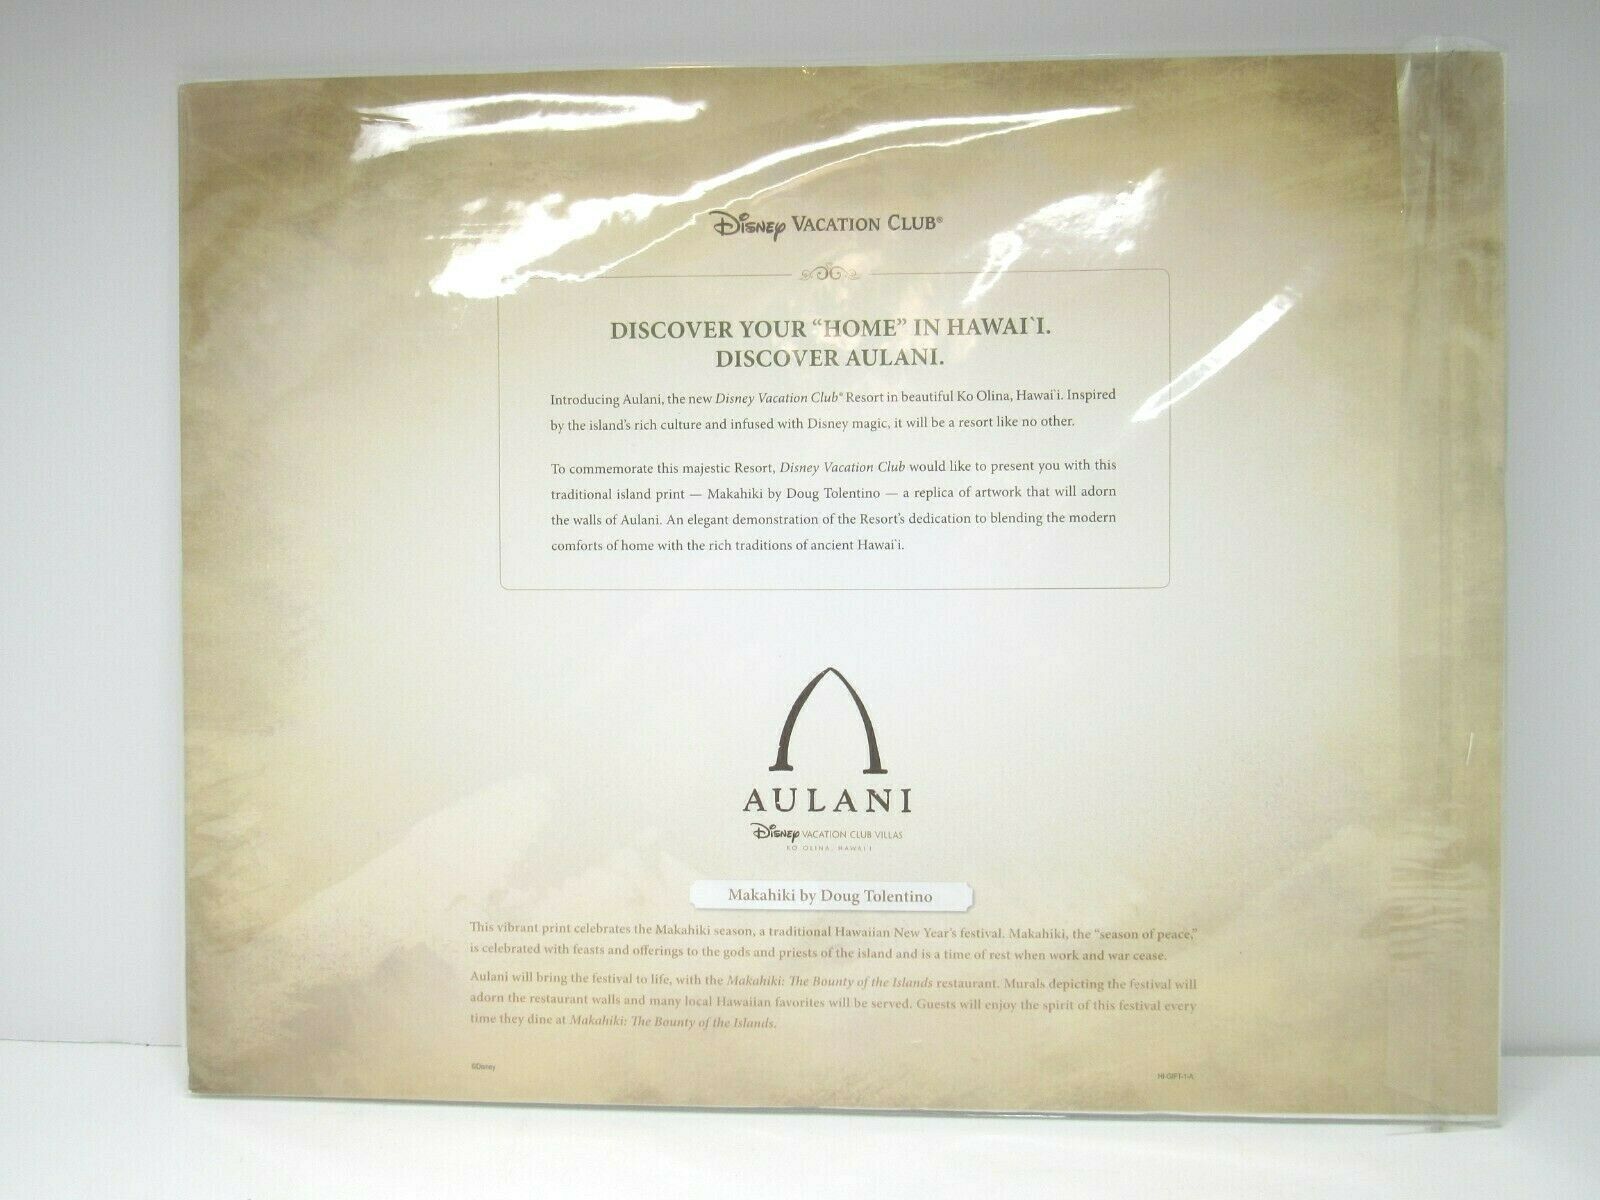 Disney VACATION CLUB®
DISCOVER YOUR “HOME” IN HAWAI`I.
DISCOVER AULANI.
Introducing Aulani, the new Disney Vacation Club® Resort in beautiful Ko Olina, Hawai`i. Inspired
by the island's rich culture and infused with Disney magic, it will be a resort like no other.
To commemorate this majestic Resort, Disney Vacation Club would like to present you with this
traditional island print — Makahiki by Doug Tolentino — a replica of artwork that will adorn
the walls of Aulani. An elegant demonstration of the Resort's dedication to blending the modern
comforts of home with the rich traditions of ancient Hawai`i.
AULANI
Disney VACATION CLUB VILLAS
KO OLINA, HAWAI`I
Makahiki by Doug Tolentino
This vibrant print celebrates the Makahiki season, a traditional Hawaiian New Year's festival. Makahiki, the “season of peace,”
is celebrated with feasts and offerings to the gods and priests of the island and is a time of rest when work and war cease.
Aulani will bring the festival to life, with the Makahiki: The Bounty of the Islands restaurant. Murals depicting the festival will
adorn the restaurant walls and many local Hawaiian favorites will be served. Guests will enjoy the spirit of this festival every
time they dine at Makahiki: The Bounty of the Islands.
©Disney
HI-GIFT-1-A